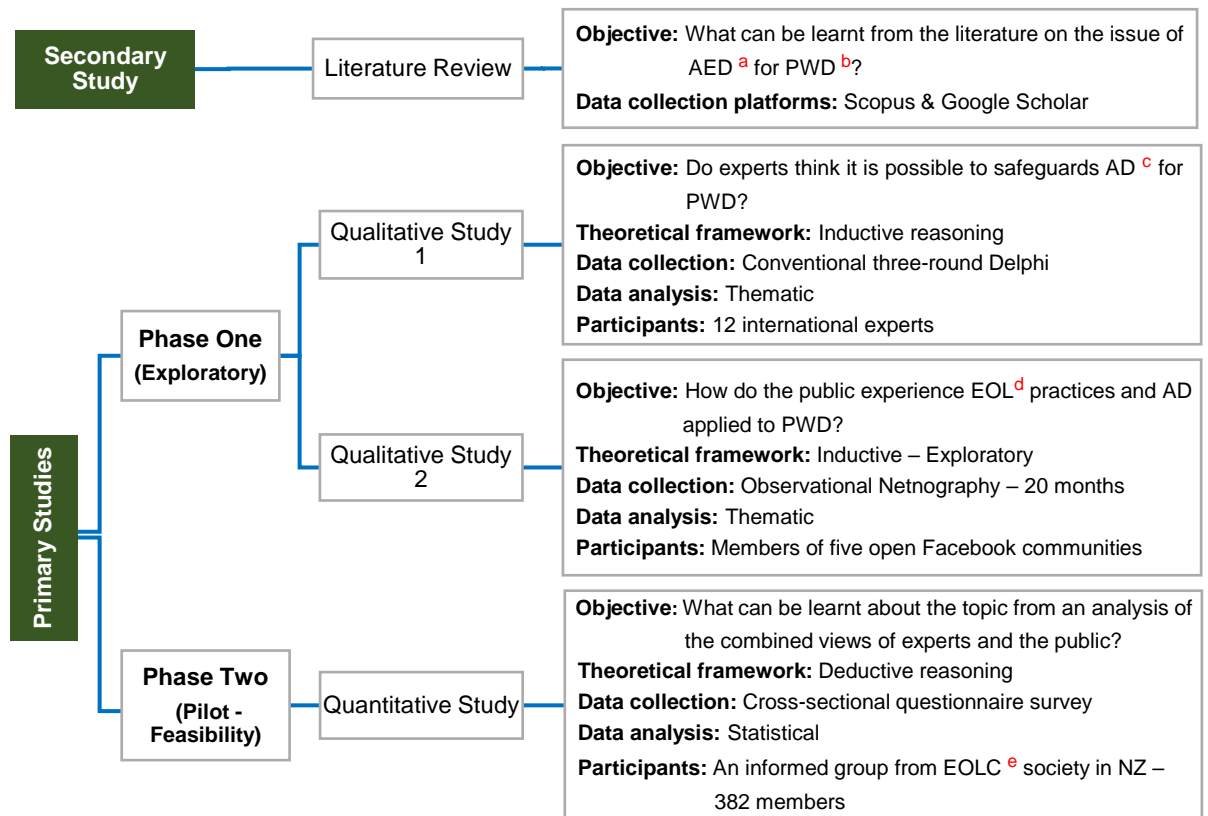 Secondary
Study
Literature Review
Objective: What can be learnt from the literature on the issue of
AED a for PWD b?
Data collection platforms: Scopus & Google Scholar
Primary Studies
Phase One
(Exploratory)
Qualitative Study
1
Objective: Do experts think it is possible to safeguards AD c for
PWD?
Theoretical framework: Inductive reasoning
Data collection: Conventional three-round Delphi
Data analysis: Thematic
Participants: 12 international experts
Qualitative Study
2
Objective: How do the public experience EOL d practices and AD
applied to PWD?
Theoretical framework: Inductive – Exploratory
Data collection: Observational Netnography – 20 months
Data analysis: Thematic
Participants: Members of five open Facebook communities
Phase Two
(Pilot -
Feasibility)
Quantitative Study
Objective: What can be learnt about the topic from an analysis of
the combined views of experts and the public?
Theoretical framework: Deductive reasoning
Data collection: Cross-sectional questionnaire survey
Data analysis: Statistical
Participants: An informed group from EOLC e society in NZ –
382 members